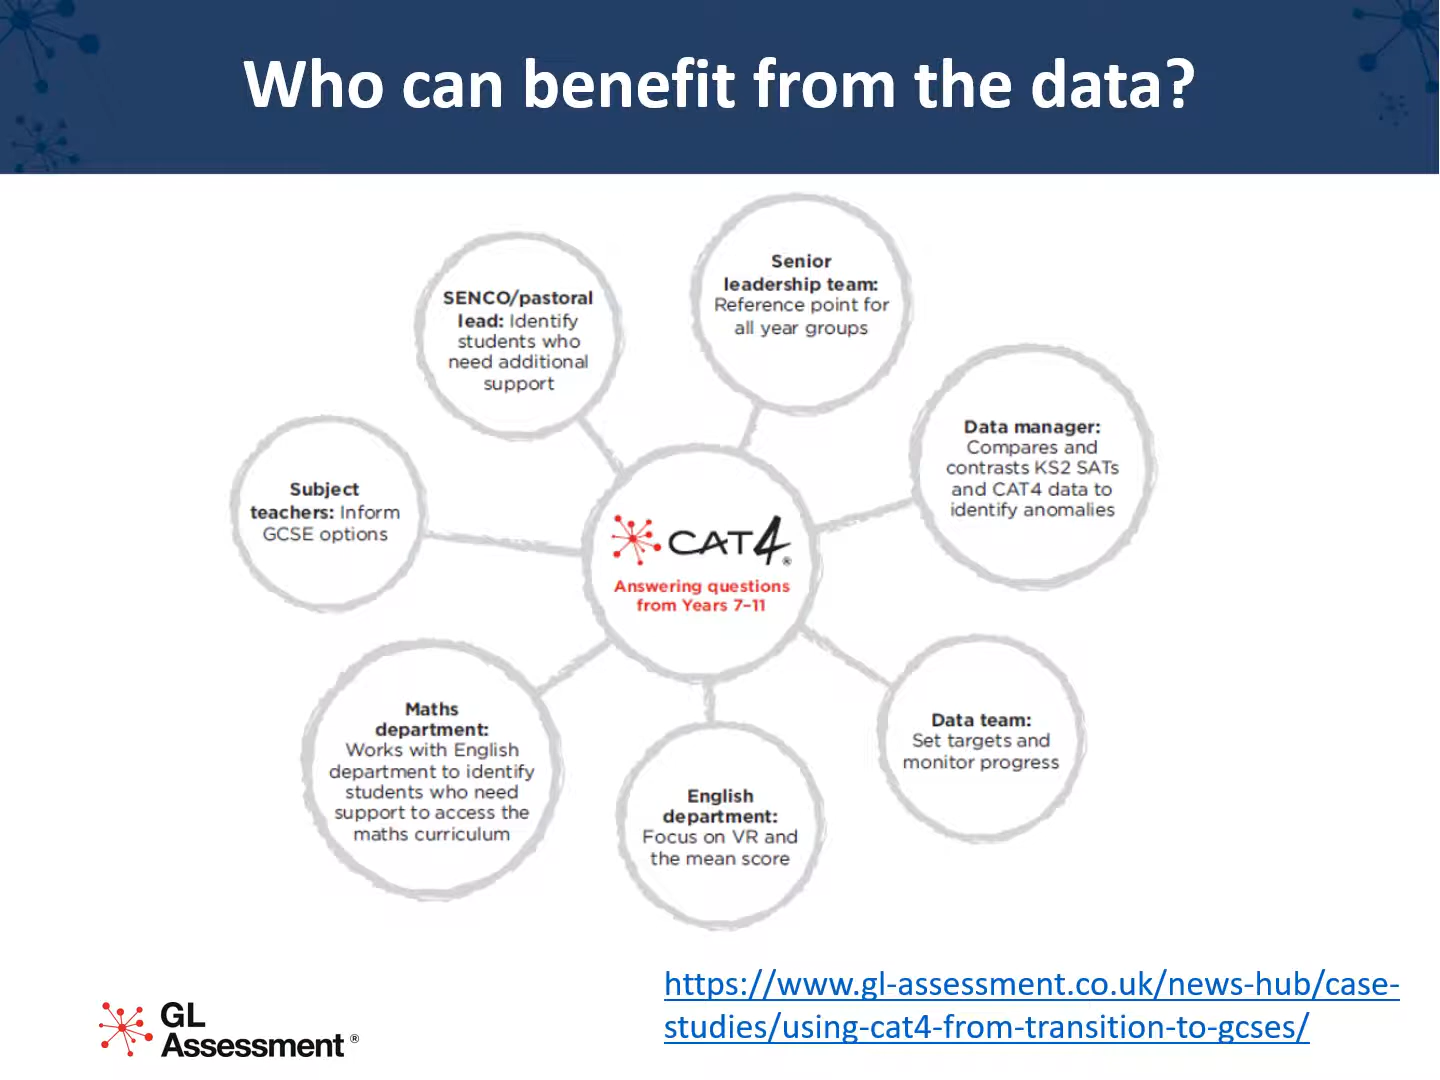 Who can benefit from the data?
SENCO/pastoral
lead: Identify
students who
need additional
support
Senior
leadership team:
Reference point for
all year groups
Data manager:
Compares and
contrasts KS2 SATs
and CAT4 data to
identify anomalies
Subject
teachers: Inform
GCSE options
CAT4®
Answering questions
from Years 7–11
Maths
department:
Works with English
department to identify
students who need
support to access the
maths curriculum
English
department:
Focus on VR and
the mean score
Data team:
Set targets and
monitor progress
https://www.gl-assessment.co.uk/news-hub/case-
studies/using-cat4-from-transition-to-gcses/
GL
Assessment®